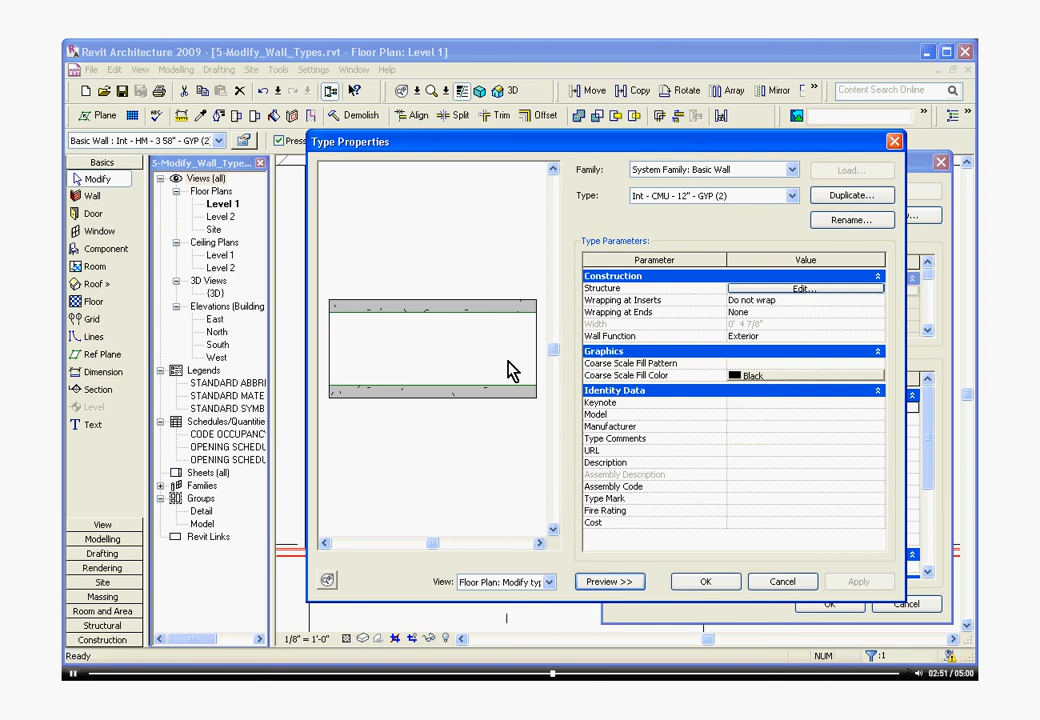 Revit Architecture 2009 - [5-Modify_Wall_Types.rvt - Floor Plan: Level 1]
File Edit View Modelling Drafting Site Tools Settings Window Help
3D Move Copy Rotate Array Mirror » Content Search Online
Plane Demolish Align Split Trim Offset » »
Basic Wall : Int - HM - 3 58" - GYP (2) Press
Type Properties
Basics
Modify
Wall
Door
Window
Component
Room
Roof »
Floor
Grid
Lines
Ref Plane
Dimension
Section
Level
Text
View
Modelling
Drafting
Rendering
Site
Massing
Room and Area
Structural
Construction
5-Modify_Wall_Type...
Views (all)
Floor Plans
Level 1
Level 2
Site
Ceiling Plans
Level 1
Level 2
3D Views
{3D}
Elevations (Building
East
North
South
West
Legends
STANDARD ABBRI
STANDARD MATE
STANDARD SYMB
Schedules/Quantitie
CODE OCCUPANC
OPENING SCHEDU
OPENING SCHEDU
Sheets (all)
Families
Groups
Detail
Model
Revit Links
Family: System Family: Basic Wall Load...
Type: Int - CMU - 12" - GYP (2) Duplicate...
Rename...
Type Parameters:
Parameter Value
Construction
Structure Edit...
Wrapping at Inserts Do not wrap
Wrapping at Ends None
Width 0' 4 7/8"
Wall Function Exterior
Graphics
Coarse Scale Fill Pattern
Coarse Scale Fill Color Black
Identity Data
Keynote
Model
Manufacturer
Type Comments
URL
Description
Assembly Description
Assembly Code
Type Mark
Fire Rating
Cost
View: Floor Plan: Modify typ Preview >> OK Cancel Apply
OK Cancel
1/8" = 1'-0"
Ready NUM :1
02:51 / 05:00